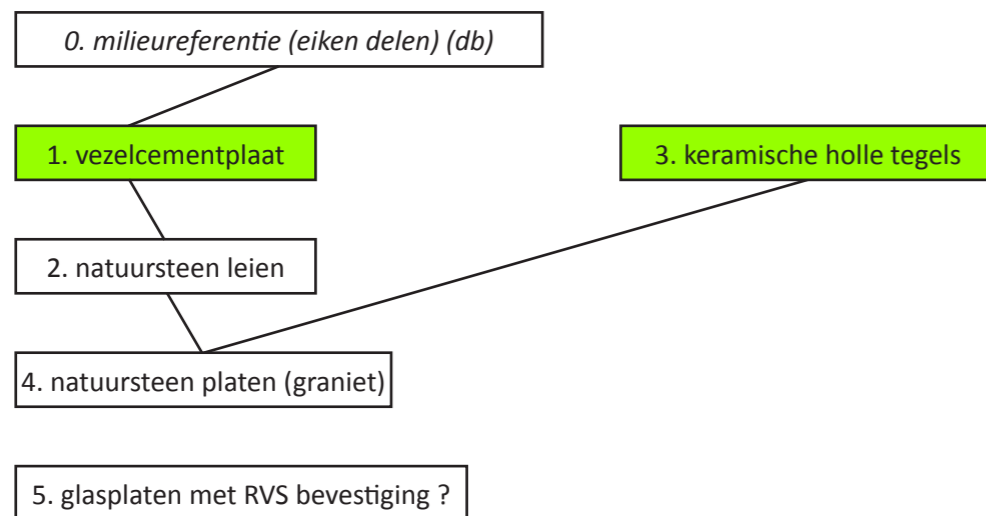 0. milieureferentie (eiken delen) (db)
1. vezelcementplaat
3. keramische holle tegels
2. natuursteen leien
4. natuursteen platen (graniet)
5. glasplaten met RVS bevestiging ?